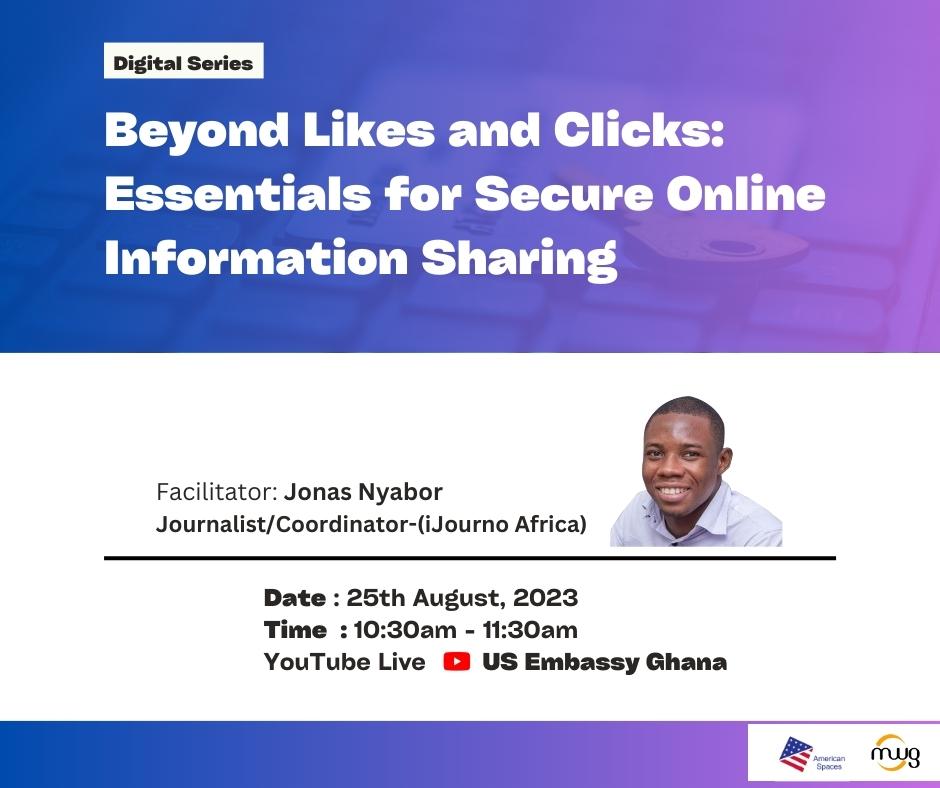 Digital Series
Beyond Likes and Clicks:
Essentials for Secure Online
Information Sharing
Facilitator: Jonas Nyabor
Journalist/Coordinator-(iJourno Africa)
Date : 25th August, 2023
Time : 10:30am - 11:30am
YouTube Live US Embassy Ghana
American
Spaces
mwg